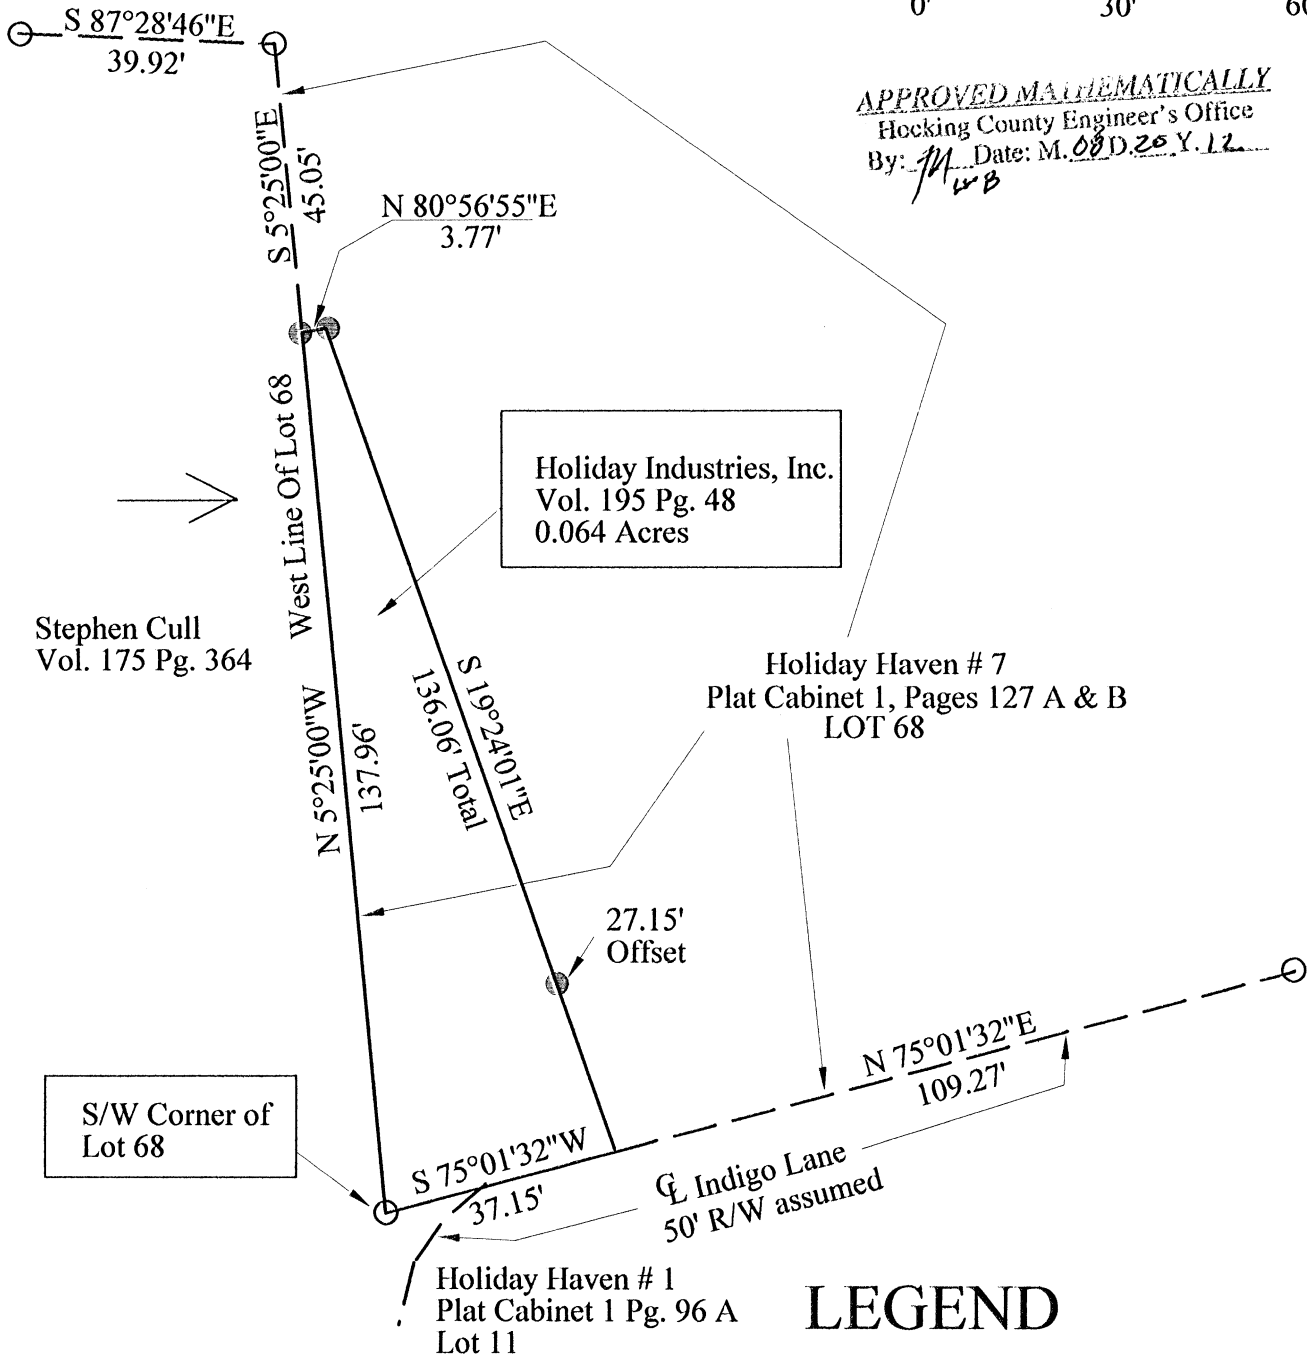 0' 30' 60
S 87°28'46"E
39.92'
APPROVED MATHEMATICALLY
Hocking County Engineer's Office
By: Date: M. 08 D. 20 Y. 12
S 5°25'00"E
45.05'
N 80°56'55"E
3.77'
West Line Of Lot 68
Holiday Industries, Inc.
Vol. 195 Pg. 48
0.064 Acres
Stephen Cull
Vol. 175 Pg. 364
N 5°25'00"W
137.96'
S 19°24'01"E
136.06' Total
Holiday Haven # 7
Plat Cabinet 1, Pages 127 A & B
LOT 68
27.15'
Offset
N 75°01'32"E
109.27'
S/W Corner of
Lot 68
S 75°01'32"W
37.15'
℄ Indigo Lane
50' R/W assumed
Holiday Haven # 1
Plat Cabinet 1 Pg. 96 A
Lot 11
LEGEND